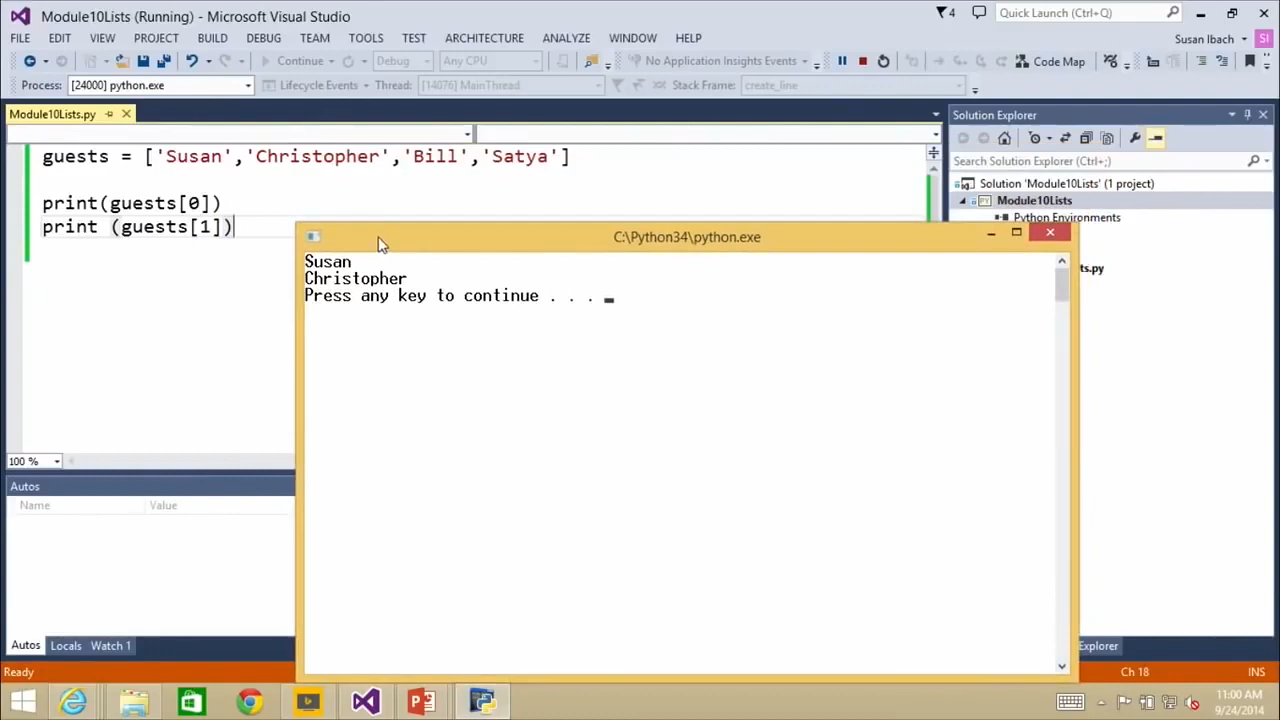 Module10Lists (Running) - Microsoft Visual Studio
4
Quick Launch (Ctrl+Q)
FILE EDIT VIEW PROJECT BUILD DEBUG TEAM TOOLS TEST ARCHITECTURE ANALYZE WINDOW HELP
Susan Ibach
SI
Continue Debug Any CPU No Application Insights Events Code Map
Process: [24000] python.exe Lifecycle Events Thread: [14076] MainThread Stack Frame: create_line
Module10Lists.py
guests = ['Susan','Christopher','Bill','Satya']
print(guests[0])
print (guests[1])
Solution Explorer
Search Solution Explorer (Ctrl+;)
Solution 'Module10Lists' (1 project)
PY Module10Lists
Python Environments
ts.py
C:\Python34\python.exe
Susan
Christopher
Press any key to continue . . .
100 %
Autos
Name Value
Autos Locals Watch 1
Explorer
Ready
Ch 18
INS
11:00 AM
9/24/2014